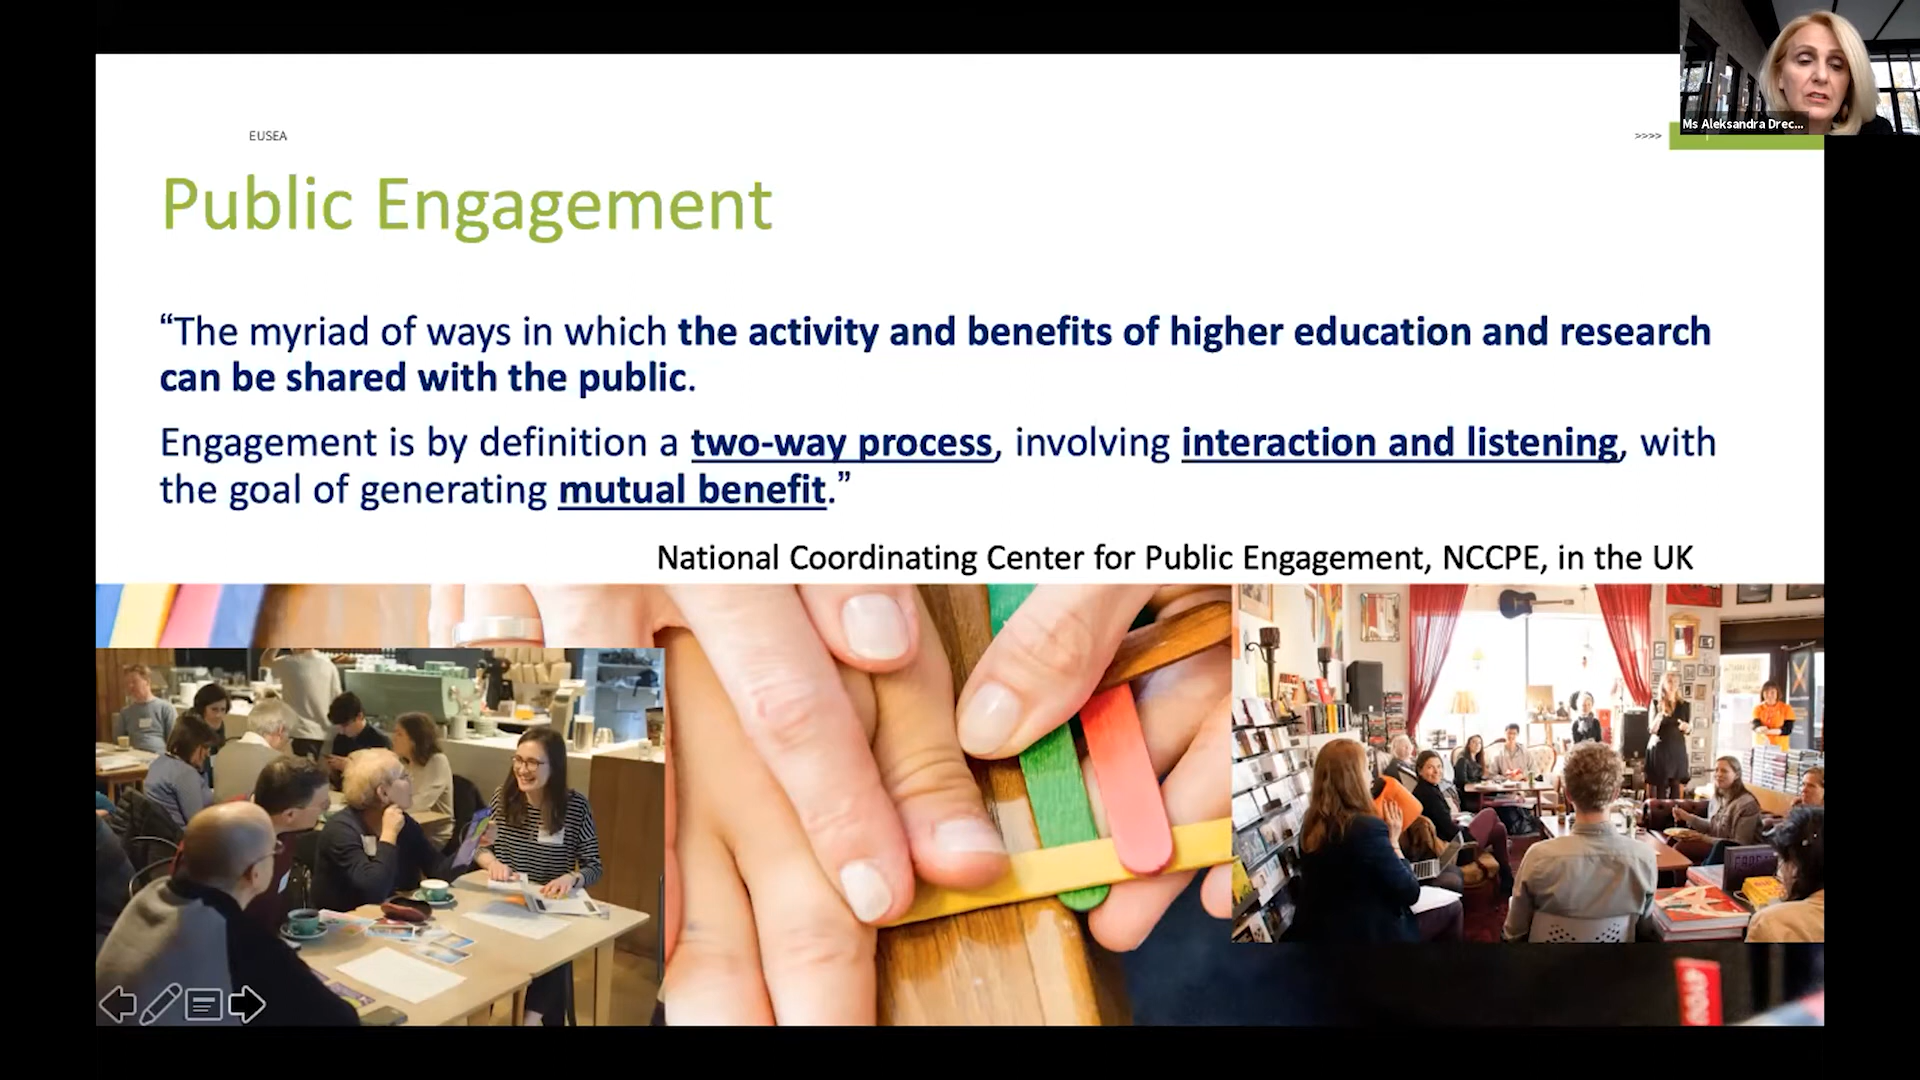 EUSEA
>>>>
Ms Aleksandra Drec...
Public Engagement
“The myriad of ways in which the activity and benefits of higher education and research
can be shared with the public.
Engagement is by definition a two-way process, involving interaction and listening, with
the goal of generating mutual benefit.”
National Coordinating Center for Public Engagement, NCCPE, in the UK